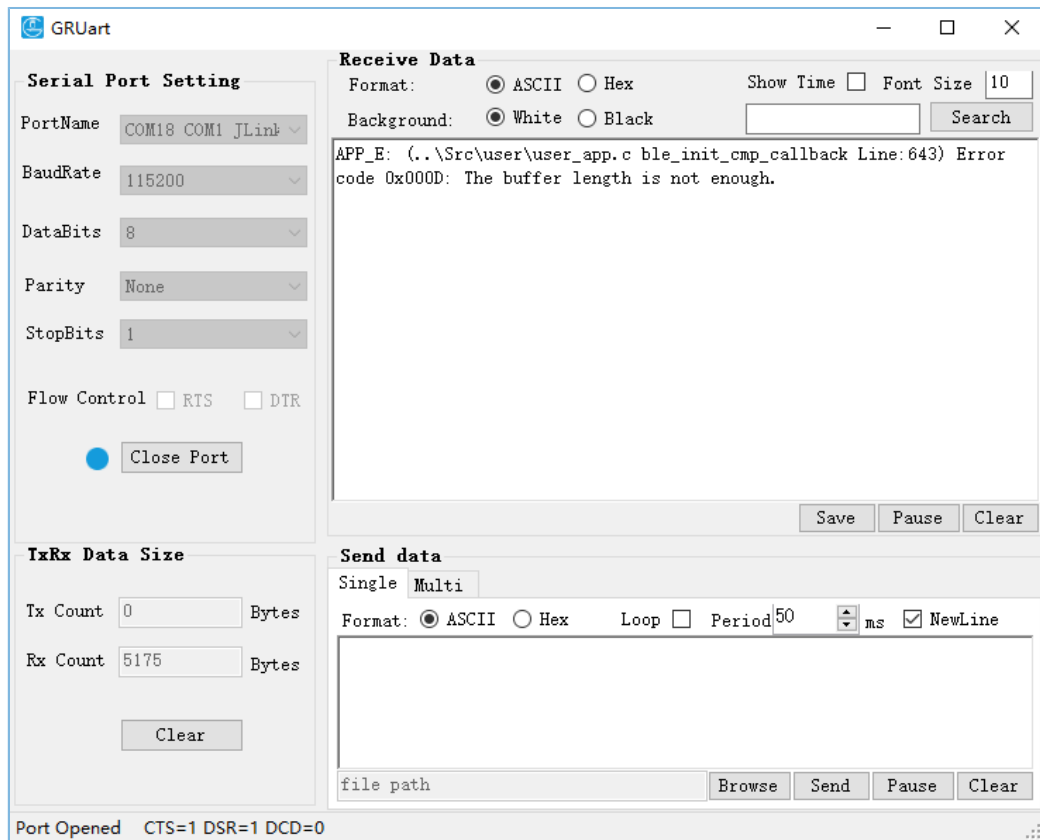 GRUart
Serial Port Setting
PortName COM18 COM1 JLink
BaudRate 115200
DataBits 8
Parity None
StopBits 1
Flow Control RTS DTR
Close Port
TxRx Data Size
Tx Count 0 Bytes
Rx Count 5175 Bytes
Clear
Receive Data
Format: ASCII Hex Show Time Font Size 10
Background: White Black Search
APP_E: (..\Src\user\user_app.c ble_init_cmp_callback Line:643) Error
code 0x000D: The buffer length is not enough.
Save Pause Clear
Send data
Single Multi
Format: ASCII Hex Loop Period 50 ms NewLine
file path Browse Send Pause Clear
Port Opened CTS=1 DSR=1 DCD=0